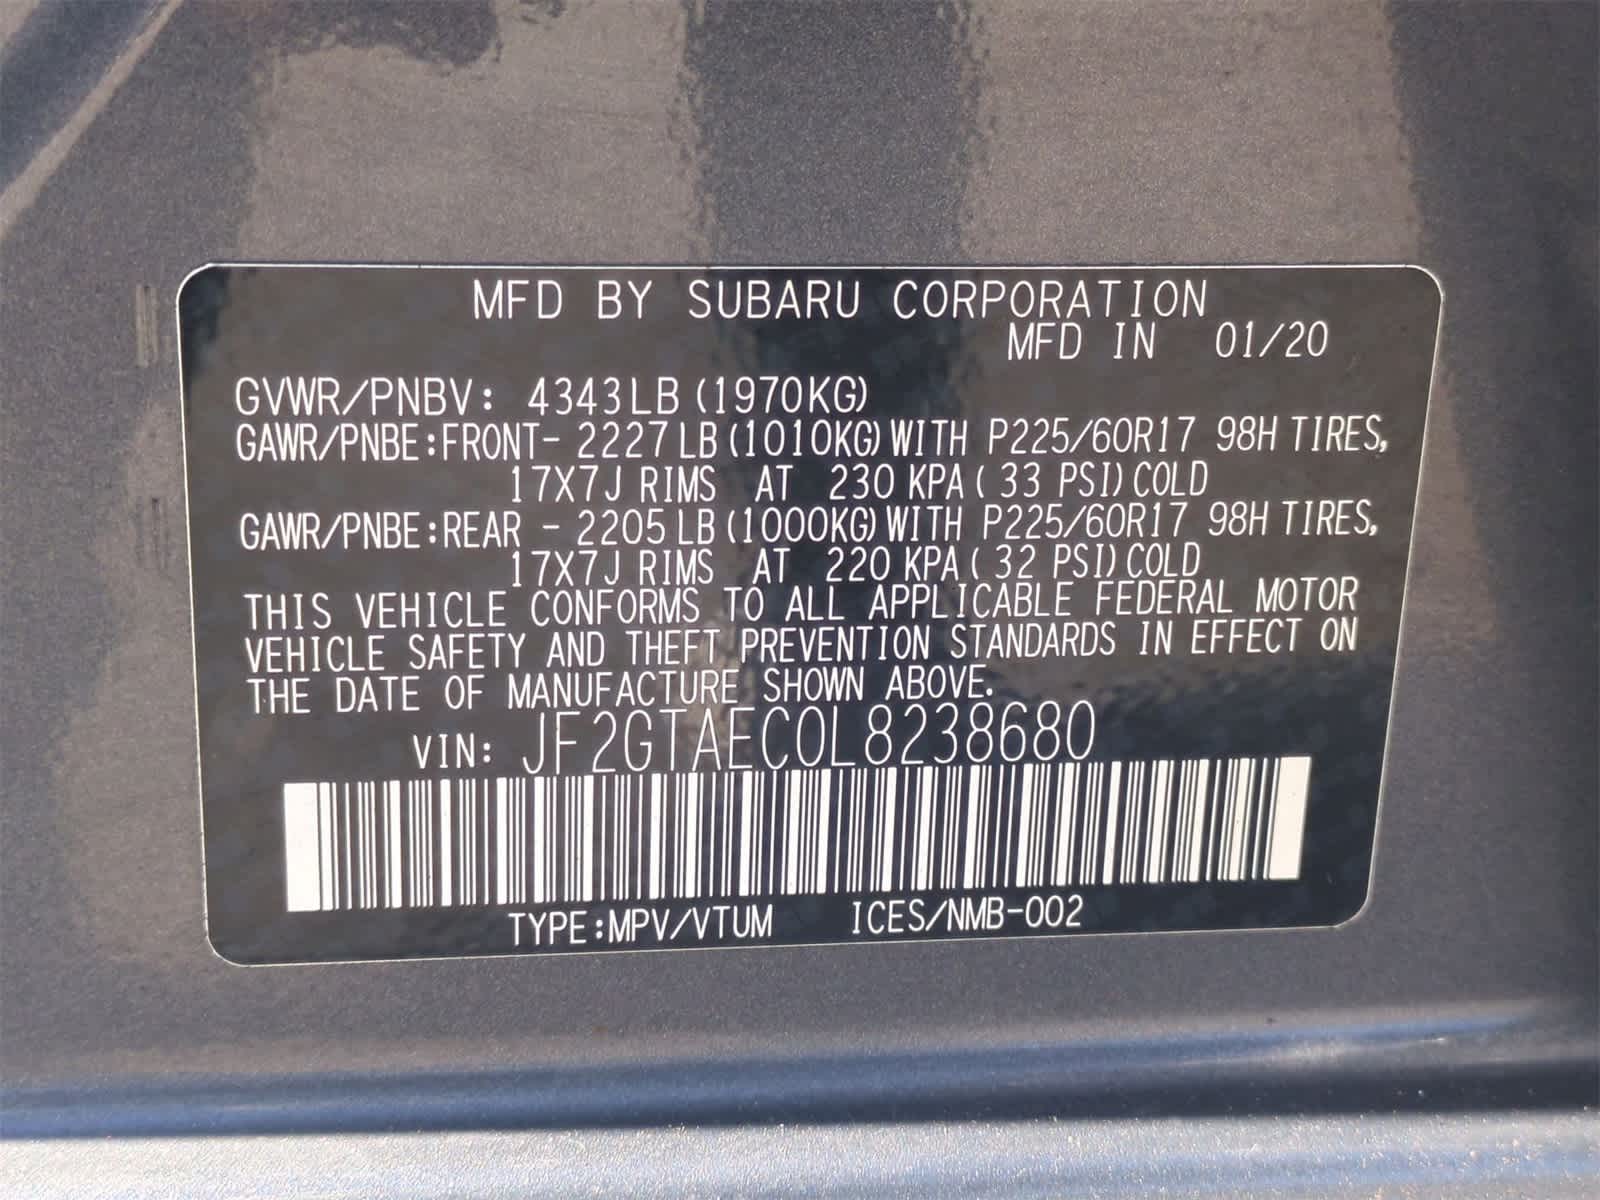 MFD BY SUBARU CORPORATION
MFD IN 01/20
GVWR/PNBV: 4343LB (1970KG)
GAWR/PNBE:FRONT- 2227LB (1010KG) WITH P225/60R17 98H TIRES,
17X7J RIMS AT 230 KPA ( 33 PSI) COLD
GAWR/PNBE:REAR - 2205LB (1000KG) WITH P225/60R17 98H TIRES,
17X7J RIMS AT 220 KPA ( 32 PSI) COLD
THIS VEHICLE CONFORMS TO ALL APPLICABLE FEDERAL MOTOR
VEHICLE SAFETY AND THEFT PREVENTION STANDARDS IN EFFECT ON
THE DATE OF MANUFACTURE SHOWN ABOVE.
VIN: JF2GTAEC0L8238680
TYPE:MPV/VTUM ICES/NMB-002